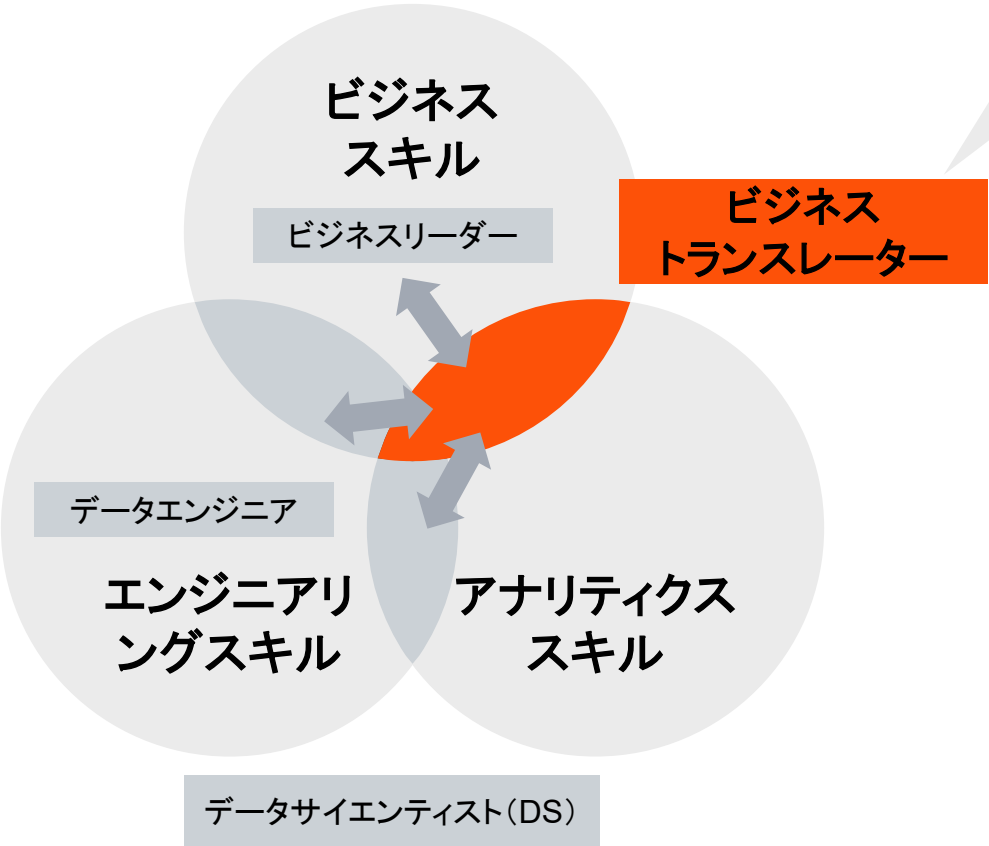 ビジネス
スキル
ビジネスリーダー
ビジネス
トランスレーター
データエンジニア
エンジニアリ
ングスキル
アナリティクス
スキル
データサイエンティスト（DS）